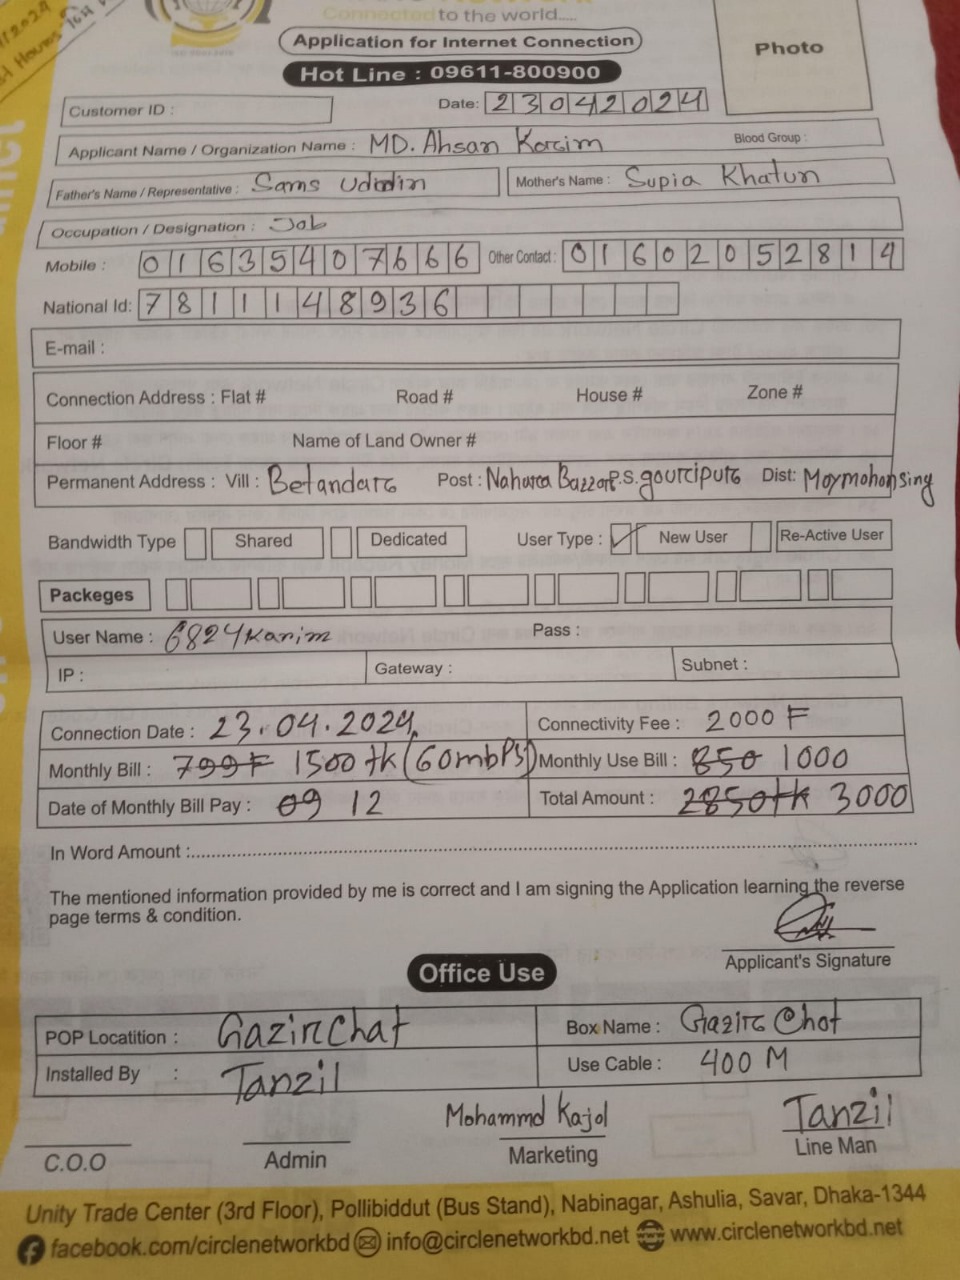 Connected to the world.....
Application for Internet Connection
Hot Line : 09611-800900
Photo
Customer ID :
Date: 23042024
Applicant Name / Organization Name : MD. Ahsan Karim
Blood Group :
Father's Name / Representative : Sams Uddin
Mother's Name : Supia Khatun
Occupation / Designation : Job
Mobile : 01635407666 Other Contact : 01602052814
National Id: 7811148936
E-mail :
Connection Address : Flat # Road # House # Zone #
Floor # Name of Land Owner #
Permanent Address : Vill : Betandara Post : Nahura Bazzar P.S. gouripure Dist: Moymohonsing
Bandwidth Type Shared Dedicated User Type : New User Re-Active User
Packeges
User Name : 6824Karim Pass :
IP : Gateway : Subnet :
Connection Date : 23.04.2024 Connectivity Fee : 2000 F
Monthly Bill : 799F 1500 tk (60mbPs) Monthly Use Bill : 850 1000
Date of Monthly Bill Pay : 09 12 Total Amount : 2850tk 3000
In Word Amount :
The mentioned information provided by me is correct and I am signing the Application learning the reverse
page terms & condition.
Applicant's Signature
Office Use
POP Locatition : Gazirchat Box Name : Gazir Chot
Installed By : Tanzil Use Cable : 400 M
Mohammd Kajol Tanzil
C.O.O Admin Marketing Line Man
Unity Trade Center (3rd Floor), Pollibiddut (Bus Stand), Nabinagar, Ashulia, Savar, Dhaka-1344
facebook.com/circlenetworkbd info@circlenetworkbd.net www.circlenetworkbd.net